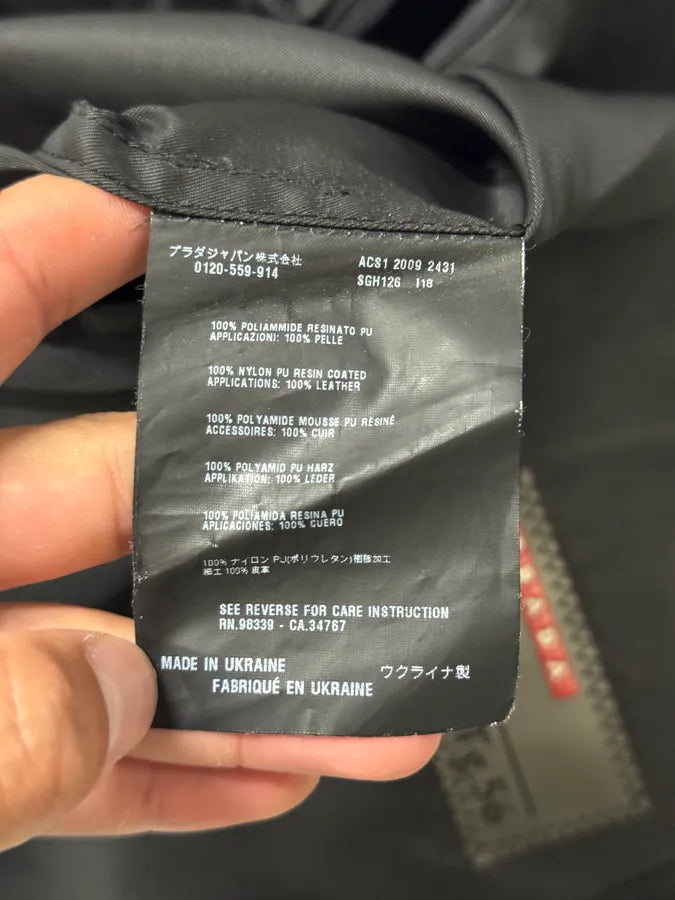 プラダジャパン株式会社
0120-559-914
ACS1 2009 2431
SGH126 I18
100% POLIAMMIDE RESINATO PU
APPLICAZIONI: 100% PELLE
100% NYLON PU RESIN COATED
APPLICATIONS: 100% LEATHER
100% POLYAMIDE MOUSSE PU RESINÉ
ACCESSOIRES: 100% CUIR
100% POLYAMID PU HARZ
APPLIKATION: 100% LEDER
100% POLIAMIDA RESINA PU
APLICACIONES: 100% CUERO
100% ナイロン PU(ポリウレタン)樹脂加工
細工 100% 皮革
SEE REVERSE FOR CARE INSTRUCTION
RN.98339 - CA.34767
MADE IN UKRAINE
FABRIQUÉ EN UKRAINE
ウクライナ製
PRADA